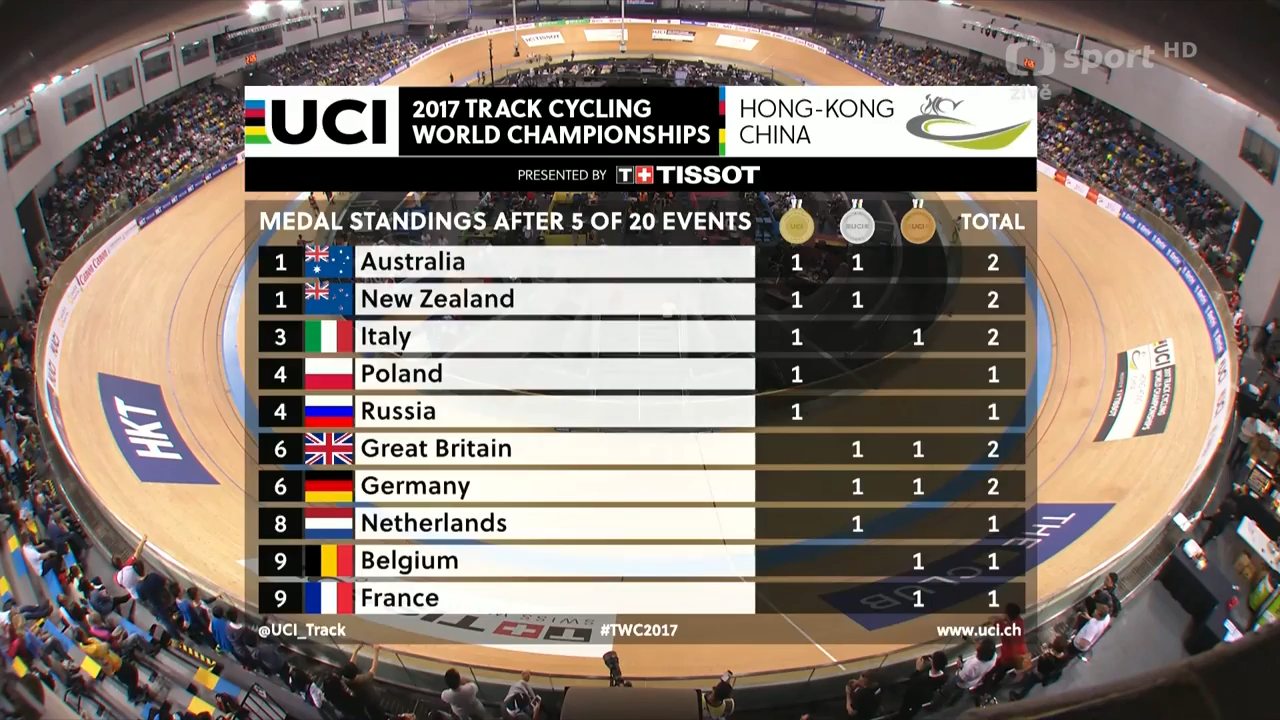 sport HD
živě
UCI
2017 TRACK CYCLING
WORLD CHAMPIONSHIPS
HONG-KONG
CHINA
PRESENTED BY T+ TISSOT
MEDAL STANDINGS AFTER 5 OF 20 EVENTS TOTAL
1 Australia 1 1 2
1 New Zealand 1 1 2
3 Italy 1 1 2
4 Poland 1 1
4 Russia 1 1
6 Great Britain 1 1 2
6 Germany 1 1 2
8 Netherlands 1 1
9 Belgium 1 1
9 France 1 1
@UCI_Track #TWC2017 www.uci.ch
HKT
THE CLUB
TISSOT